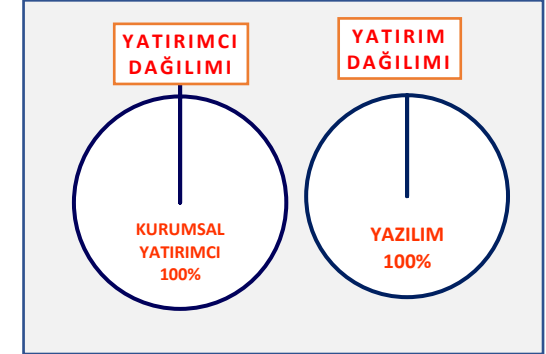 YATIRIMCI
DAĞILIMI
KURUMSAL
YATIRIMCI
100%
YATIRIM
DAĞILIMI
YAZILIM
100%